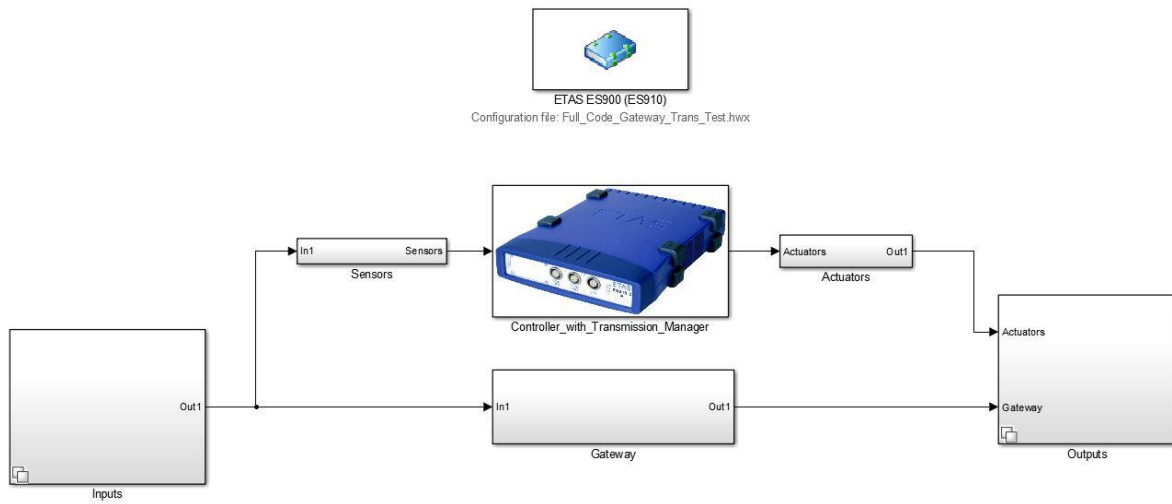 ETAS ES900 (ES910)
Configuration file: Full_Code_Gateway_Trans_Test.hwx
In1 Sensors
Sensors
ETAS
Controller_with_Transmission_Manager
Actuators Out1
Actuators
Out1
Inputs
In1 Out1
Gateway
Actuators
Gateway
Outputs